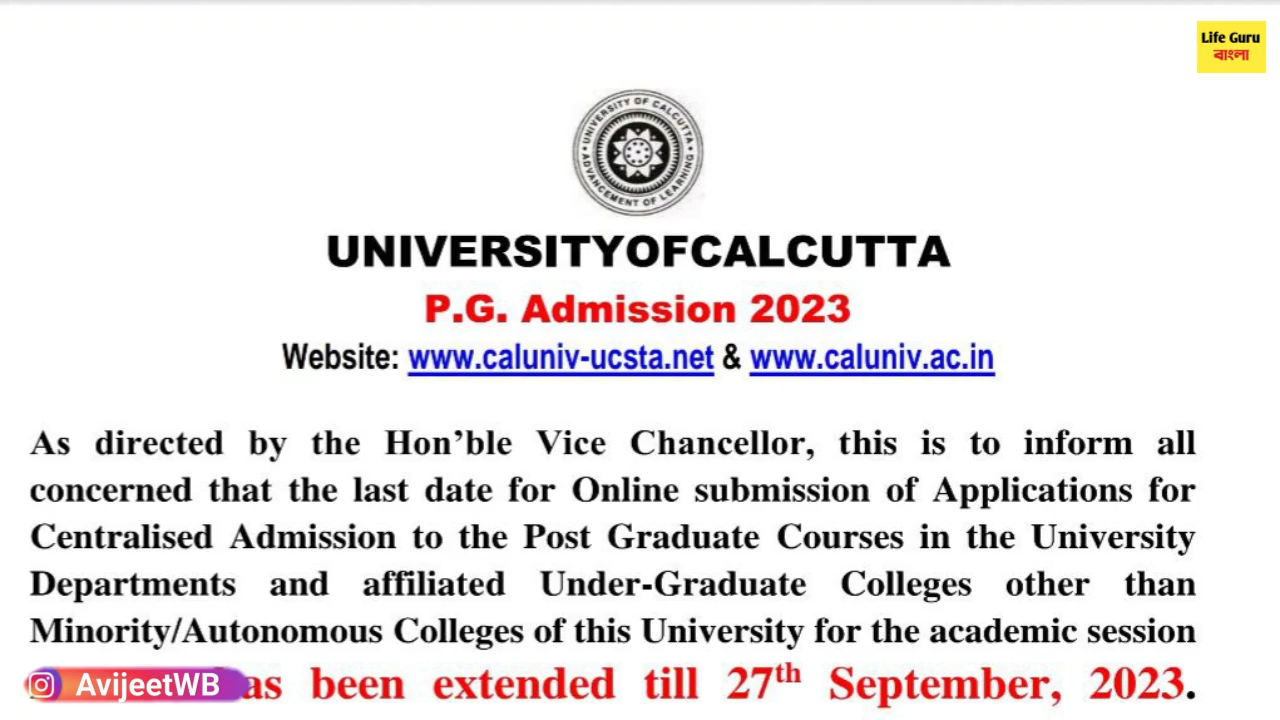 Life Guru
বাংলা
UNIVERSITY OF CALCUTTA
ADVANCEMENT OF LEARNING
UNIVERSITYOFCALCUTTA
P.G. Admission 2023
Website: www.caluniv-ucsta.net & www.caluniv.ac.in
As directed by the Hon’ble Vice Chancellor, this is to inform all
concerned that the last date for Online submission of Applications for
Centralised Admission to the Post Graduate Courses in the University
Departments and affiliated Under-Graduate Colleges other than
Minority/Autonomous Colleges of this University for the academic session
been extended till 27th September, 2023.
AvijeetWB